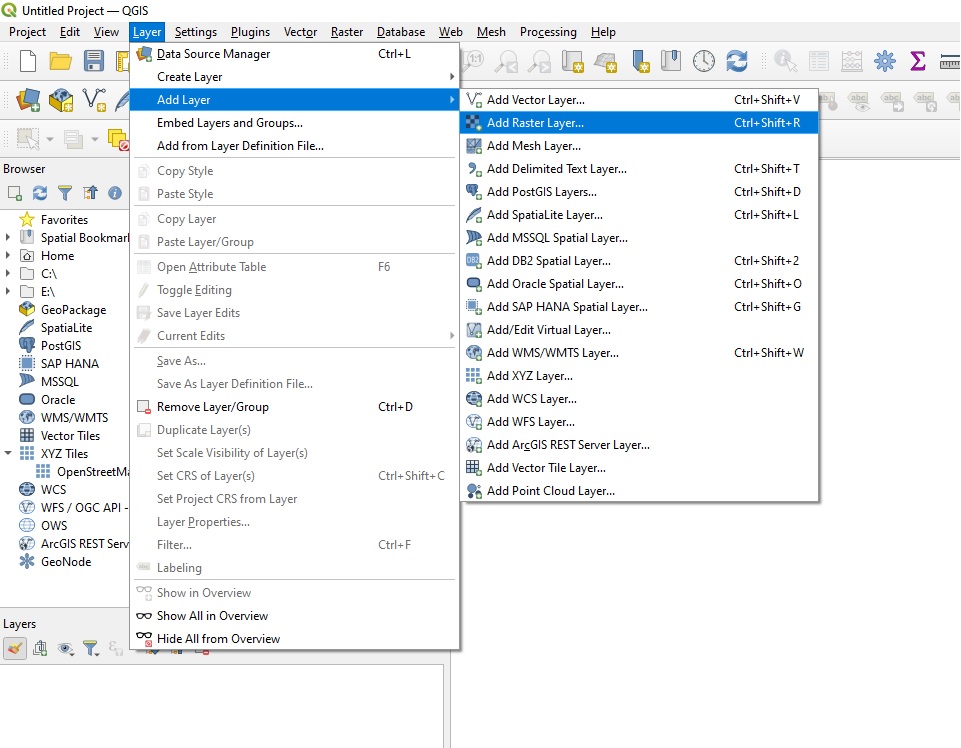 Untitled Project — QGIS
Project Edit View Layer Settings Plugins Vector Raster Database Web Mesh Processing Help
Data Source Manager Ctrl+L
Create Layer
Add Layer
Embed Layers and Groups...
Add from Layer Definition File...
Copy Style
Paste Style
Copy Layer
Paste Layer/Group
Open Attribute Table F6
Toggle Editing
Save Layer Edits
Current Edits
Save As...
Save As Layer Definition File...
Remove Layer/Group Ctrl+D
Duplicate Layer(s)
Set Scale Visibility of Layer(s)
Set CRS of Layer(s) Ctrl+Shift+C
Set Project CRS from Layer
Layer Properties...
Filter... Ctrl+F
Labeling
Show in Overview
Show All in Overview
Hide All from Overview
Add Vector Layer... Ctrl+Shift+V
Add Raster Layer... Ctrl+Shift+R
Add Mesh Layer...
Add Delimited Text Layer... Ctrl+Shift+T
Add PostGIS Layers... Ctrl+Shift+D
Add SpatiaLite Layer... Ctrl+Shift+L
Add MSSQL Spatial Layer...
Add DB2 Spatial Layer... Ctrl+Shift+2
Add Oracle Spatial Layer... Ctrl+Shift+O
Add SAP HANA Spatial Layer... Ctrl+Shift+G
Add/Edit Virtual Layer...
Add WMS/WMTS Layer... Ctrl+Shift+W
Add XYZ Layer...
Add WCS Layer...
Add WFS Layer...
Add ArcGIS REST Server Layer...
Add Vector Tile Layer...
Add Point Cloud Layer...
Browser
Favorites
Spatial Bookmar
Home
C:\
E:\
GeoPackage
SpatiaLite
PostGIS
SAP HANA
MSSQL
Oracle
WMS/WMTS
Vector Tiles
XYZ Tiles
OpenStreetMa
WCS
WFS / OGC API -
OWS
ArcGIS REST Serv
GeoNode
Layers